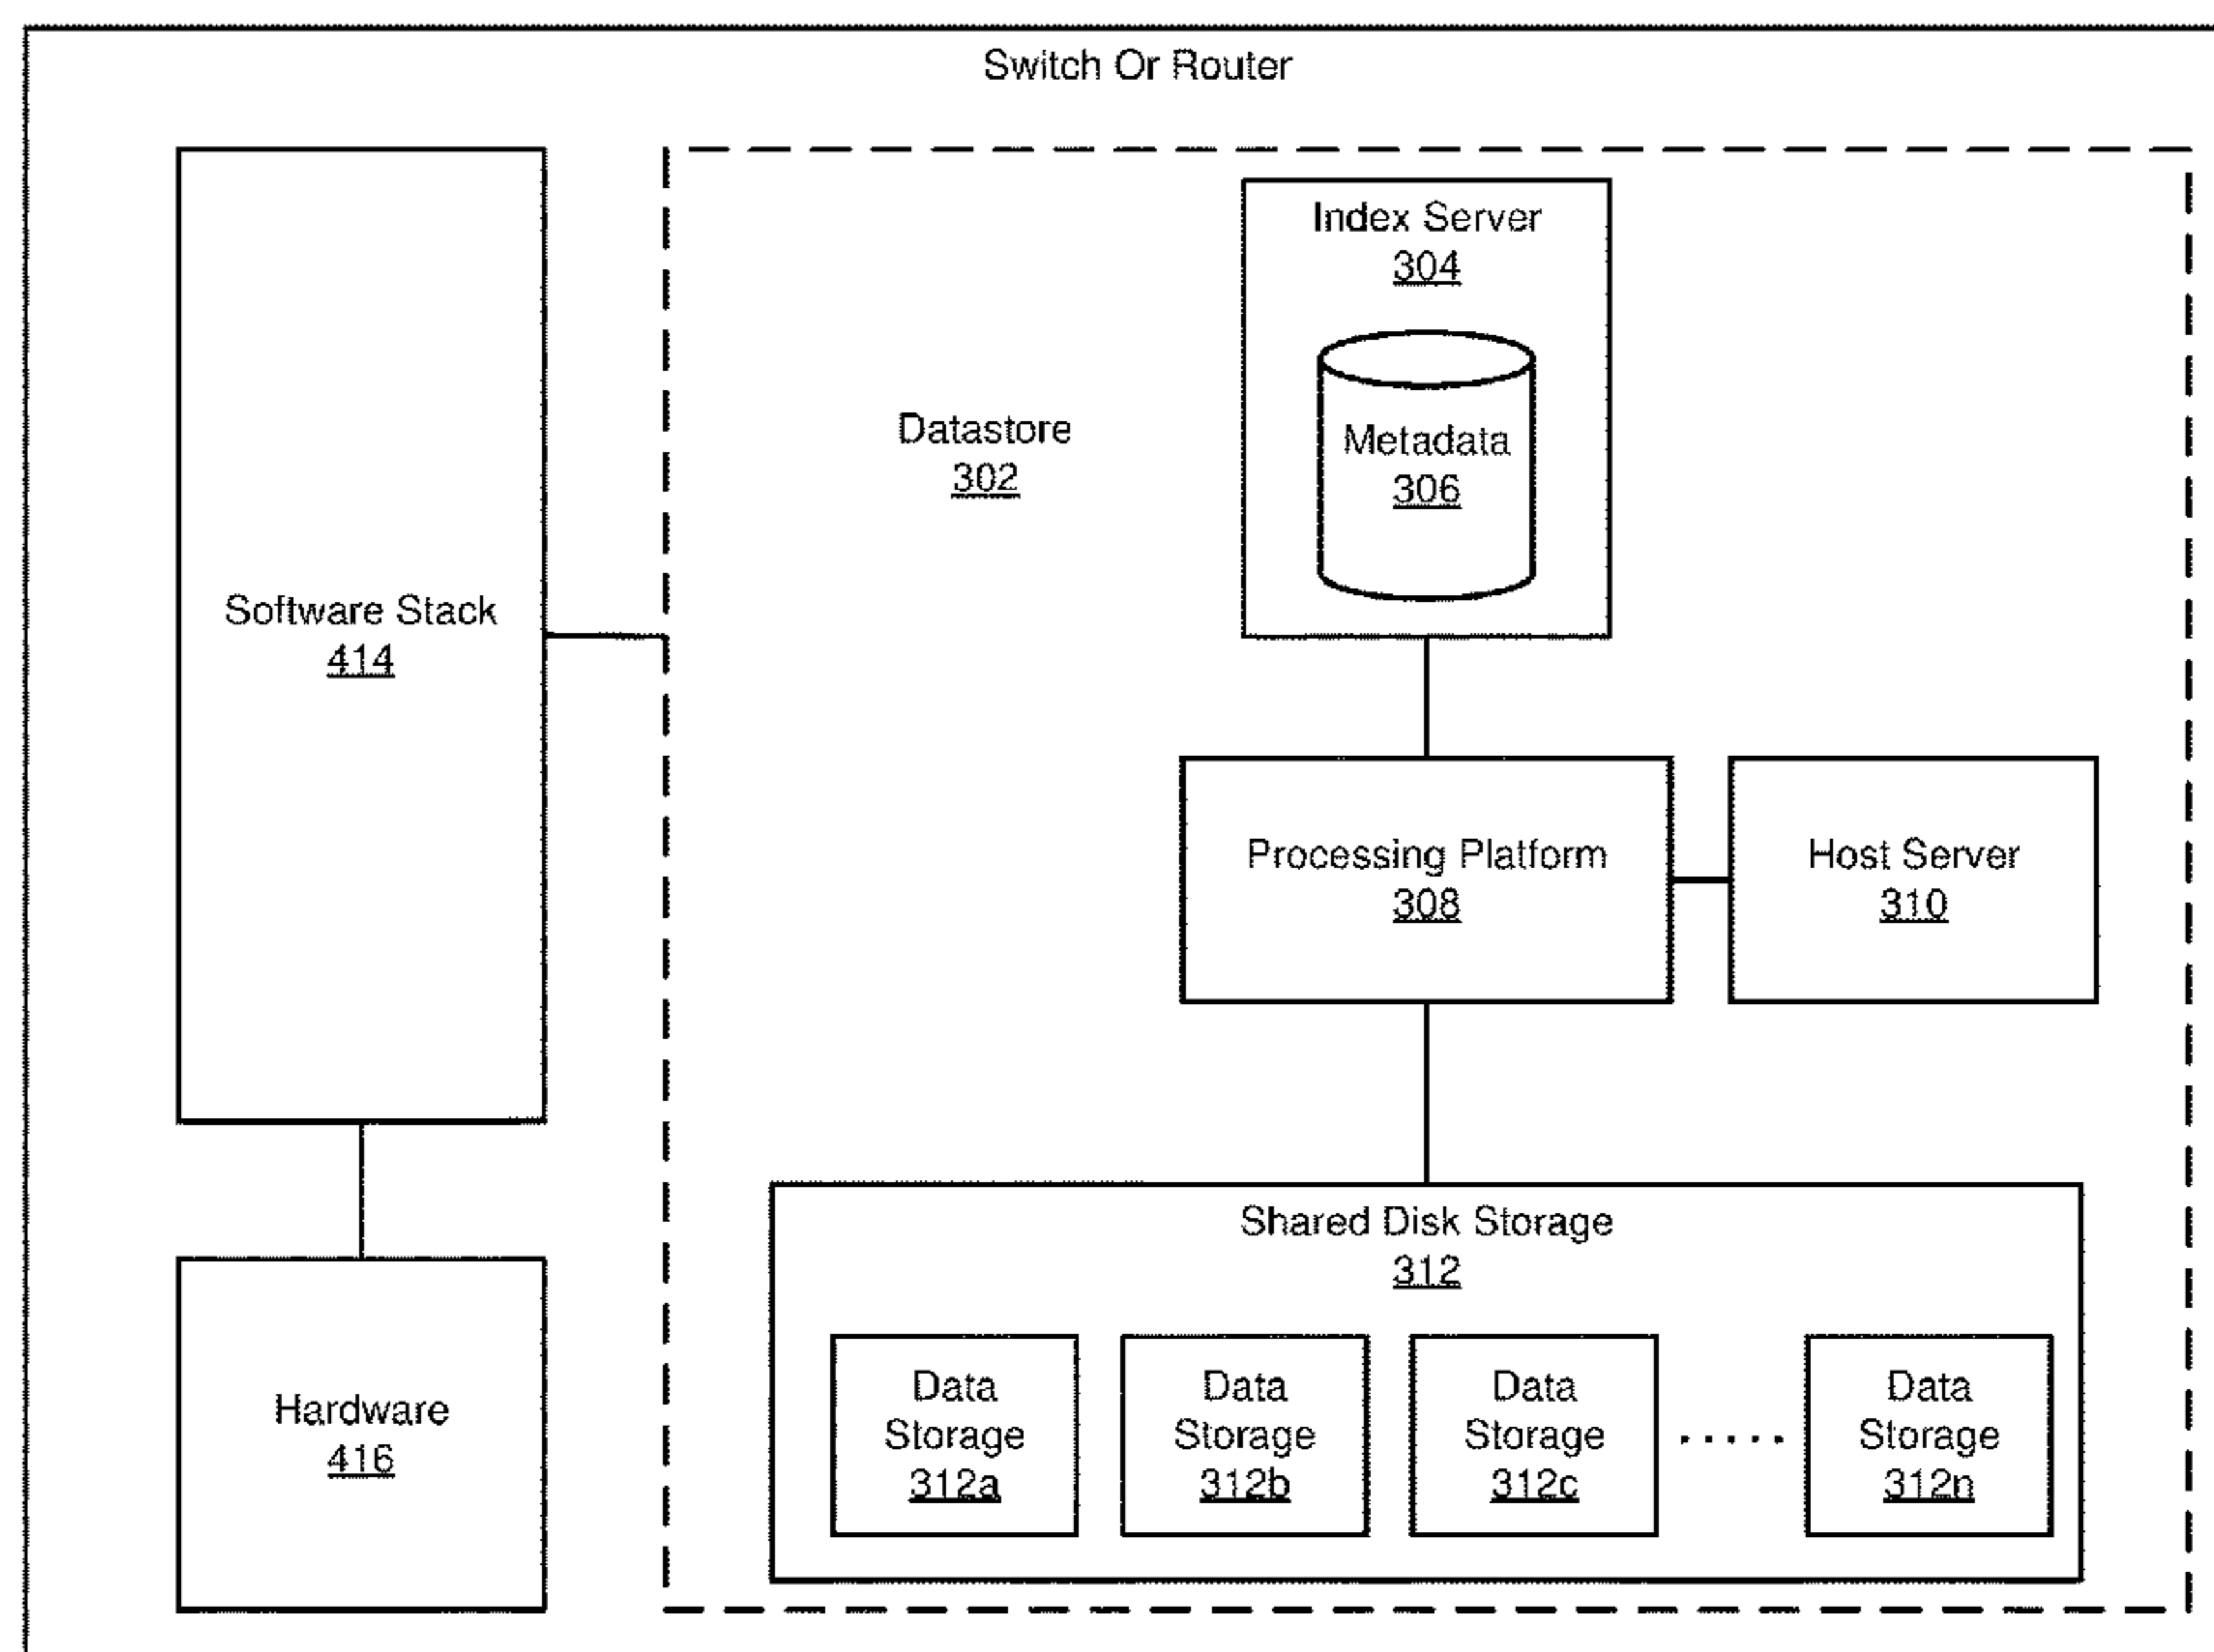 Switch Or Router
Software Stack
414
Hardware
416
Datastore
302
Index Server
304
Metadata
306
Processing Platform
308
Host Server
310
Shared Disk Storage
312
Data
Storage
312a
Data
Storage
312b
Data
Storage
312c
.....
Data
Storage
312n